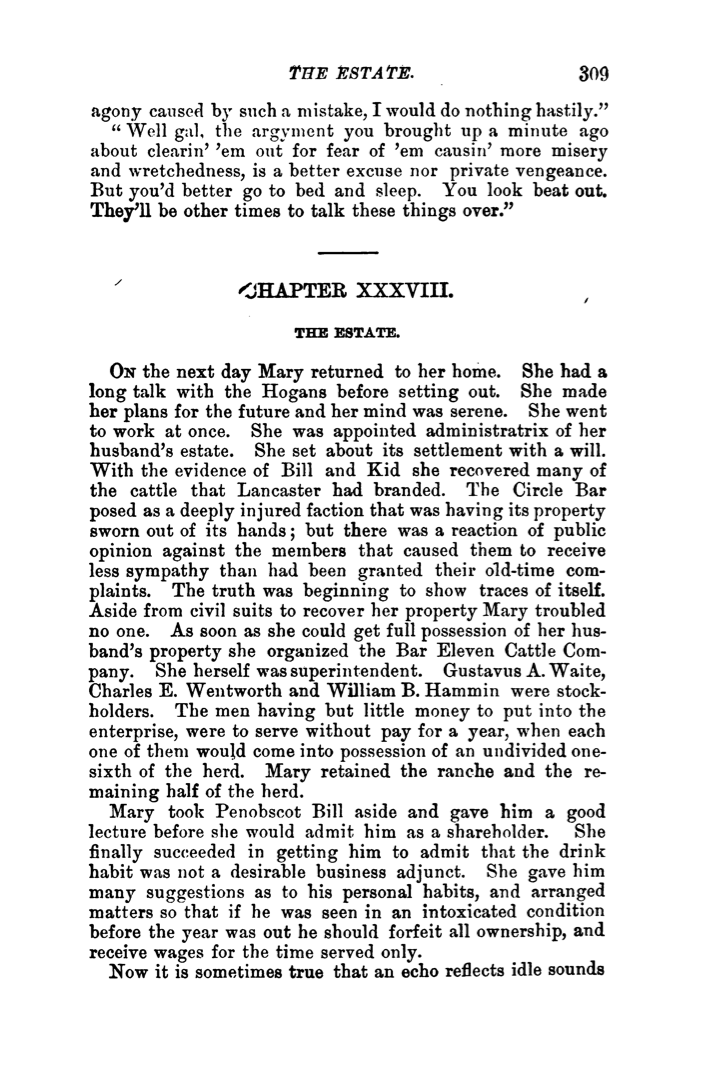 THE ESTATE. 309
agony caused by such a mistake, I would do nothing hastily.”
“ Well gal, the argyment you brought up a minute ago
about clearin’ ’em out for fear of ’em causin’ more misery
and wretchedness, is a better excuse nor private vengeance.
But you’d better go to bed and sleep. You look beat out.
They’ll be other times to talk these things over.”
CHAPTER XXXVIII.
THE ESTATE.
ON the next day Mary returned to her home. She had a
long talk with the Hogans before setting out. She made
her plans for the future and her mind was serene. She went
to work at once. She was appointed administratrix of her
husband’s estate. She set about its settlement with a will.
With the evidence of Bill and Kid she recovered many of
the cattle that Lancaster had branded. The Circle Bar
posed as a deeply injured faction that was having its property
sworn out of its hands; but there was a reaction of public
opinion against the members that caused them to receive
less sympathy than had been granted their old-time com-
plaints. The truth was beginning to show traces of itself.
Aside from civil suits to recover her property Mary troubled
no one. As soon as she could get full possession of her hus-
band’s property she organized the Bar Eleven Cattle Com-
pany. She herself was superintendent. Gustavus A. Waite,
Charles E. Wentworth and William B. Hammin were stock-
holders. The men having but little money to put into the
enterprise, were to serve without pay for a year, when each
one of them would come into possession of an undivided one-
sixth of the herd. Mary retained the ranche and the re-
maining half of the herd.
Mary took Penobscot Bill aside and gave him a good
lecture before she would admit him as a shareholder. She
finally succeeded in getting him to admit that the drink
habit was not a desirable business adjunct. She gave him
many suggestions as to his personal habits, and arranged
matters so that if he was seen in an intoxicated condition
before the year was out he should forfeit all ownership, and
receive wages for the time served only.
Now it is sometimes true that an echo reflects idle sounds